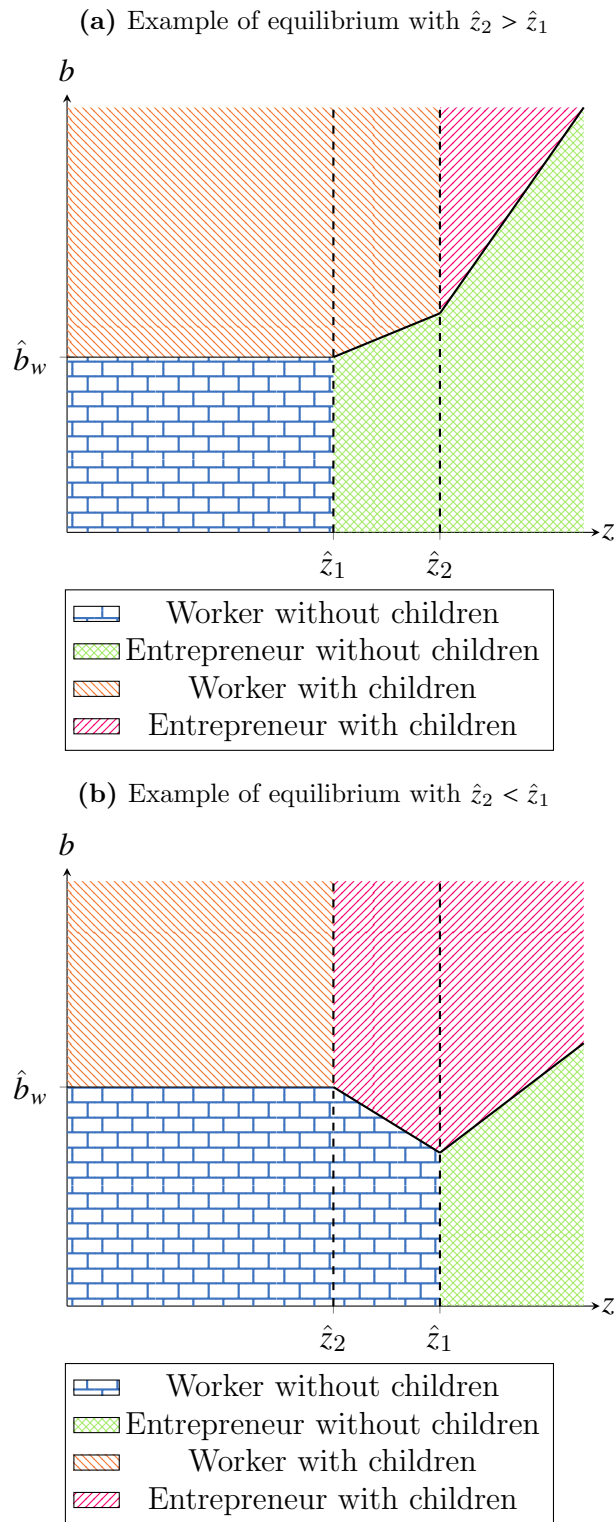 (a) Example of equilibrium with ẑ₂ > ẑ₁
b
b̂_w
z
ẑ₁ ẑ₂
Worker without children
Entrepreneur without children
Worker with children
Entrepreneur with children
(b) Example of equilibrium with ẑ₂ < ẑ₁
b
b̂_w
z
ẑ₂ ẑ₁
Worker without children
Entrepreneur without children
Worker with children
Entrepreneur with children